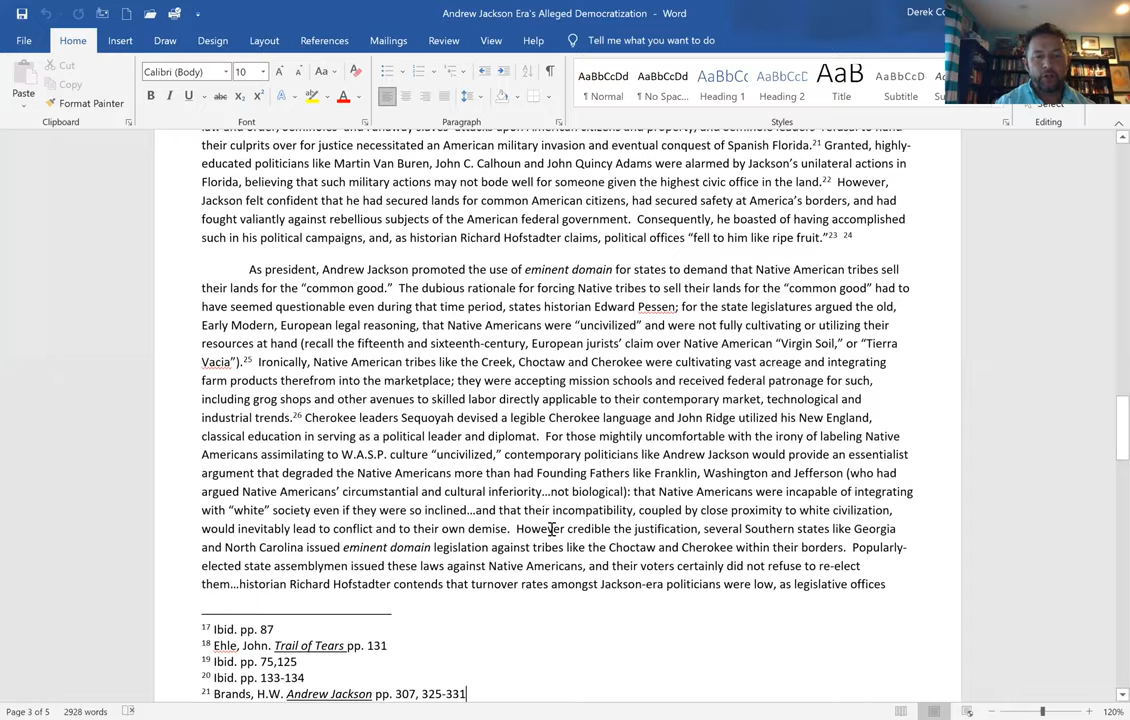 Andrew Jackson Era's Alleged Democratization - Word
Derek Co
File Home Insert Draw Design Layout References Mailings Review View Help Tell me what you want to do
Paste
Cut
Copy
Format Painter
Clipboard
Calibri (Body) 10
Font
Paragraph
AaBbCcDd AaBbCcDd AaBbCc AaBbCcD AaB AaBbCcD
¶ Normal ¶ No Spac... Heading 1 Heading 2 Title Subtitle
Styles
Select
Editing
law and order, Seminoles' and runaway slaves' attacks upon American citizens and property, and Seminole leaders' refusal to hand
their culprits over for justice necessitated an American military invasion and eventual conquest of Spanish Florida.21 Granted, highly-
educated politicians like Martin Van Buren, John C. Calhoun and John Quincy Adams were alarmed by Jackson's unilateral actions in
Florida, believing that such military actions may not bode well for someone given the highest civic office in the land.22 However,
Jackson felt confident that he had secured lands for common American citizens, had secured safety at America's borders, and had
fought valiantly against rebellious subjects of the American federal government. Consequently, he boasted of having accomplished
such in his political campaigns, and, as historian Richard Hofstadter claims, political offices "fell to him like ripe fruit."23 24
As president, Andrew Jackson promoted the use of eminent domain for states to demand that Native American tribes sell
their lands for the "common good." The dubious rationale for forcing Native tribes to sell their lands for the "common good" had to
have seemed questionable even during that time period, states historian Edward Pessen; for the state legislatures argued the old,
Early Modern, European legal reasoning, that Native Americans were "uncivilized" and were not fully cultivating or utilizing their
resources at hand (recall the fifteenth and sixteenth-century, European jurists' claim over Native American "Virgin Soil," or "Tierra
Vacia").25 Ironically, Native American tribes like the Creek, Choctaw and Cherokee were cultivating vast acreage and integrating
farm products therefrom into the marketplace; they were accepting mission schools and received federal patronage for such,
including grog shops and other avenues to skilled labor directly applicable to their contemporary market, technological and
industrial trends.26 Cherokee leaders Sequoyah devised a legible Cherokee language and John Ridge utilized his New England,
classical education in serving as a political leader and diplomat. For those mightily uncomfortable with the irony of labeling Native
Americans assimilating to W.A.S.P. culture "uncivilized," contemporary politicians like Andrew Jackson would provide an essentialist
argument that degraded the Native Americans more than had Founding Fathers like Franklin, Washington and Jefferson (who had
argued Native Americans' circumstantial and cultural inferiority...not biological): that Native Americans were incapable of integrating
with "white" society even if they were so inclined...and that their incompatibility, coupled by close proximity to white civilization,
would inevitably lead to conflict and to their own demise. However credible the justification, several Southern states like Georgia
and North Carolina issued eminent domain legislation against tribes like the Choctaw and Cherokee within their borders. Popularly-
elected state assemblymen issued these laws against Native Americans, and their voters certainly did not refuse to re-elect
them...historian Richard Hofstadter contends that turnover rates amongst Jackson-era politicians were low, as legislative offices
17 Ibid. pp. 87
18 Ehle, John. Trail of Tears pp. 131
19 Ibid. pp. 75,125
20 Ibid. pp. 133-134
21 Brands, H.W. Andrew Jackson pp. 307, 325-331
Page 3 of 5 2928 words
120%